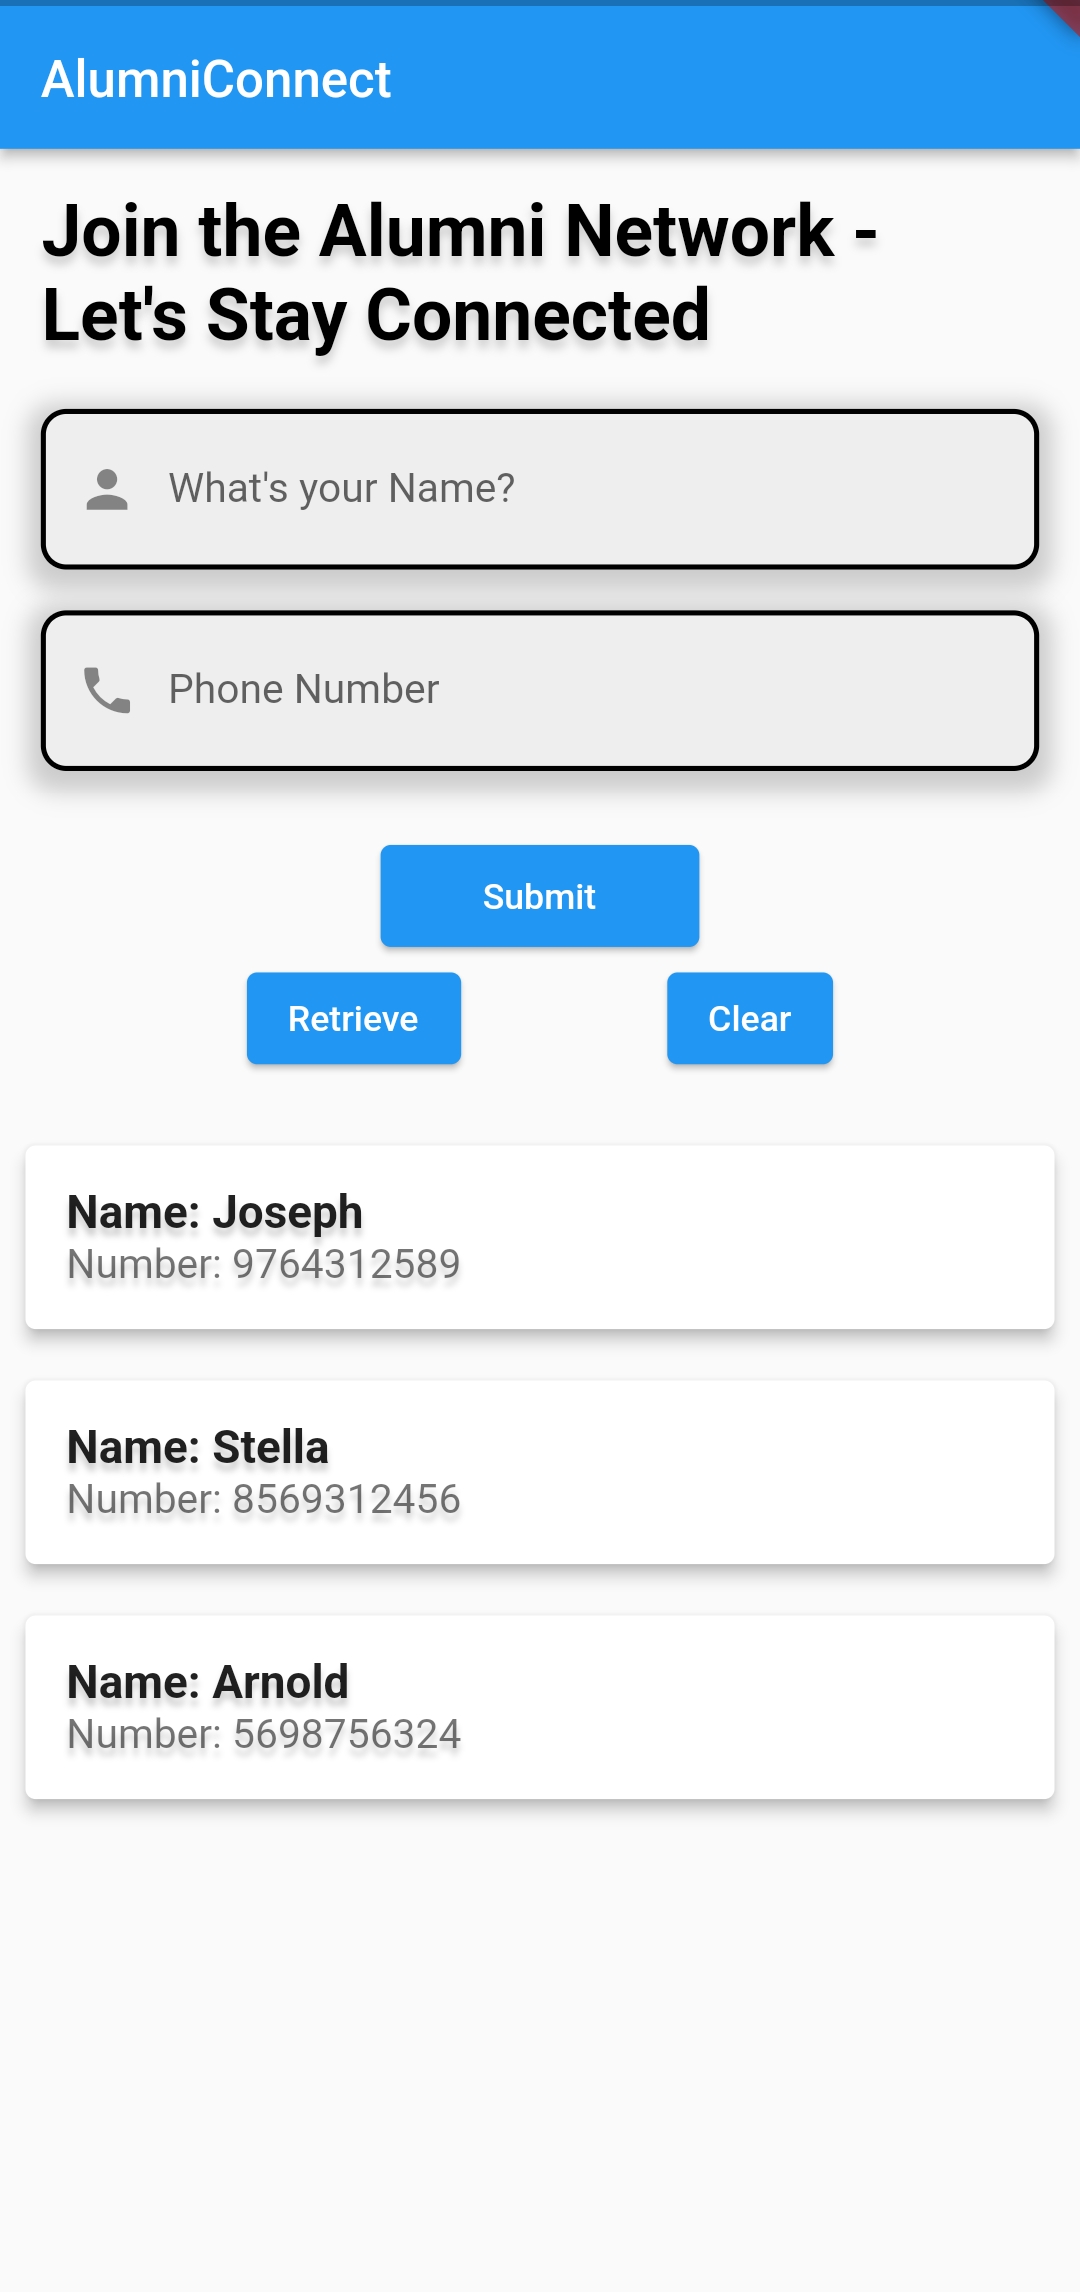 AlumniConnect
Join the Alumni Network -
Let's Stay Connected
What's your Name?
Phone Number
Submit
Retrieve
Clear
Name: Joseph
Number: 9764312589
Name: Stella
Number: 8569312456
Name: Arnold
Number: 5698756324